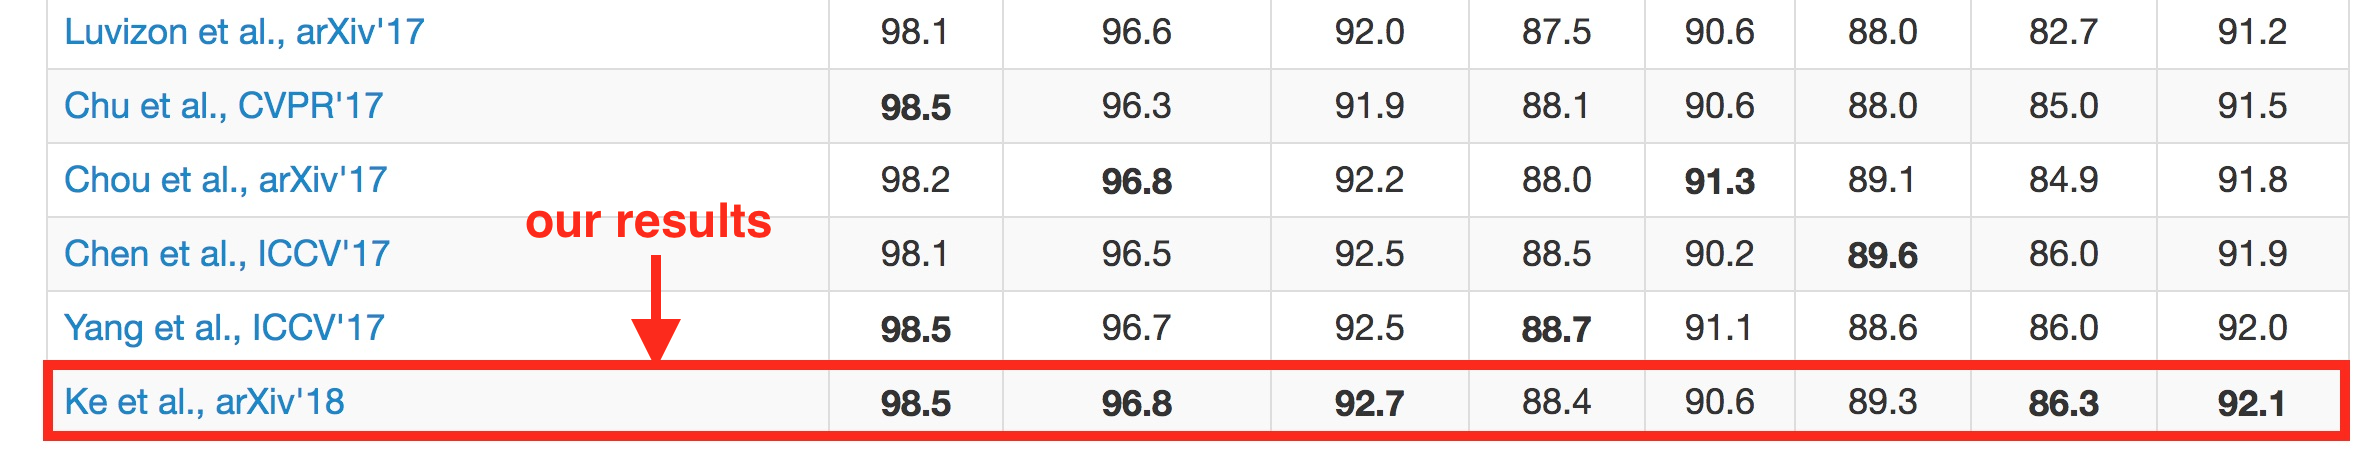 Luvizon et al., arXiv'17 98.1 96.6 92.0 87.5 90.6 88.0 82.7 91.2
Chu et al., CVPR'17 98.5 96.3 91.9 88.1 90.6 88.0 85.0 91.5
Chou et al., arXiv'17 98.2 96.8 92.2 88.0 91.3 89.1 84.9 91.8
our results
Chen et al., ICCV'17 98.1 96.5 92.5 88.5 90.2 89.6 86.0 91.9
Yang et al., ICCV'17 98.5 96.7 92.5 88.7 91.1 88.6 86.0 92.0
Ke et al., arXiv'18 98.5 96.8 92.7 88.4 90.6 89.3 86.3 92.1